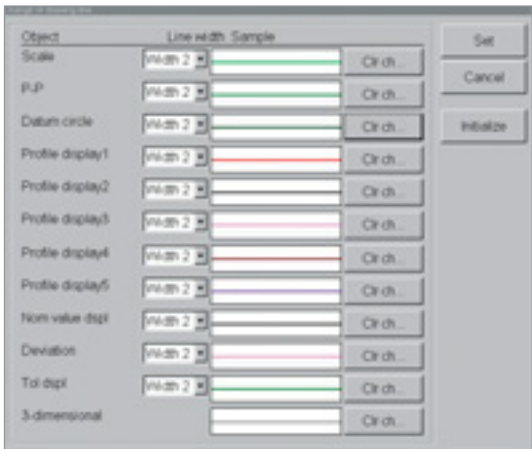 Object Line width Sample
Scale Width 2 Clr ch...
P-P Width 2 Clr ch...
Datum circle Width 2 Clr ch...
Profile display1 Width 2 Clr ch...
Profile display2 Width 2 Clr ch...
Profile display3 Width 2 Clr ch...
Profile display4 Width 2 Clr ch...
Profile display5 Width 2 Clr ch...
Nom value dspl Width 2 Clr ch...
Deviation Width 2 Clr ch...
Tol dspl Width 2 Clr ch...
3-dimensional Clr ch...
Set
Cancel
Initialize